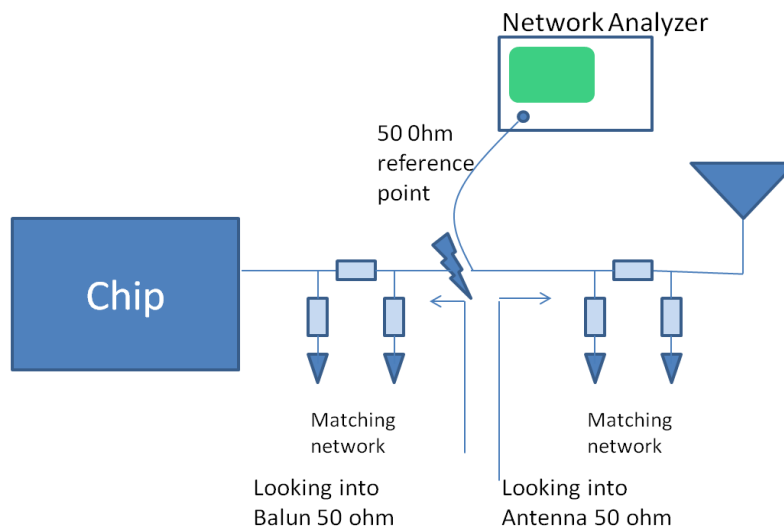 Network Analyzer
50 Ohm
reference
point
Chip
Matching
network
Matching
network
Looking into
Balun 50 ohm
Looking into
Antenna 50 ohm